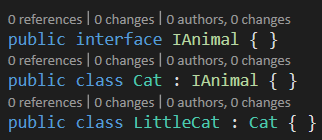 0 references | 0 changes | 0 authors, 0 changes
public interface IAnimal { }
0 references | 0 changes | 0 authors, 0 changes
public class Cat : IAnimal { }
0 references | 0 changes | 0 authors, 0 changes
public class LittleCat : Cat { }